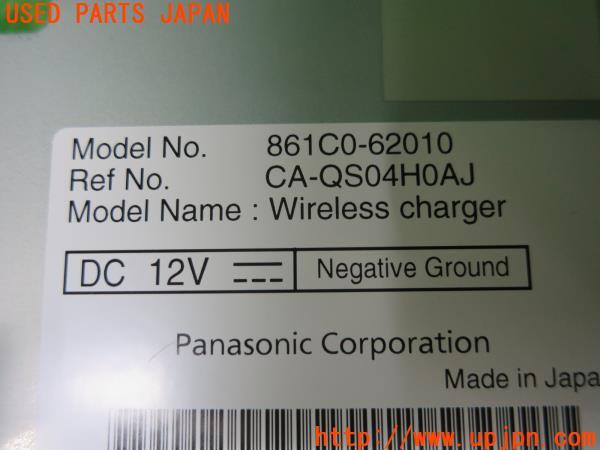 USED PARTS JAPAN
Model No. 861C0-62010
Ref No. CA-QS04H0AJ
Model Name : Wireless charger
DC 12V Negative Ground
Panasonic Corporation
Made in Japa
http://www.upjpn.com